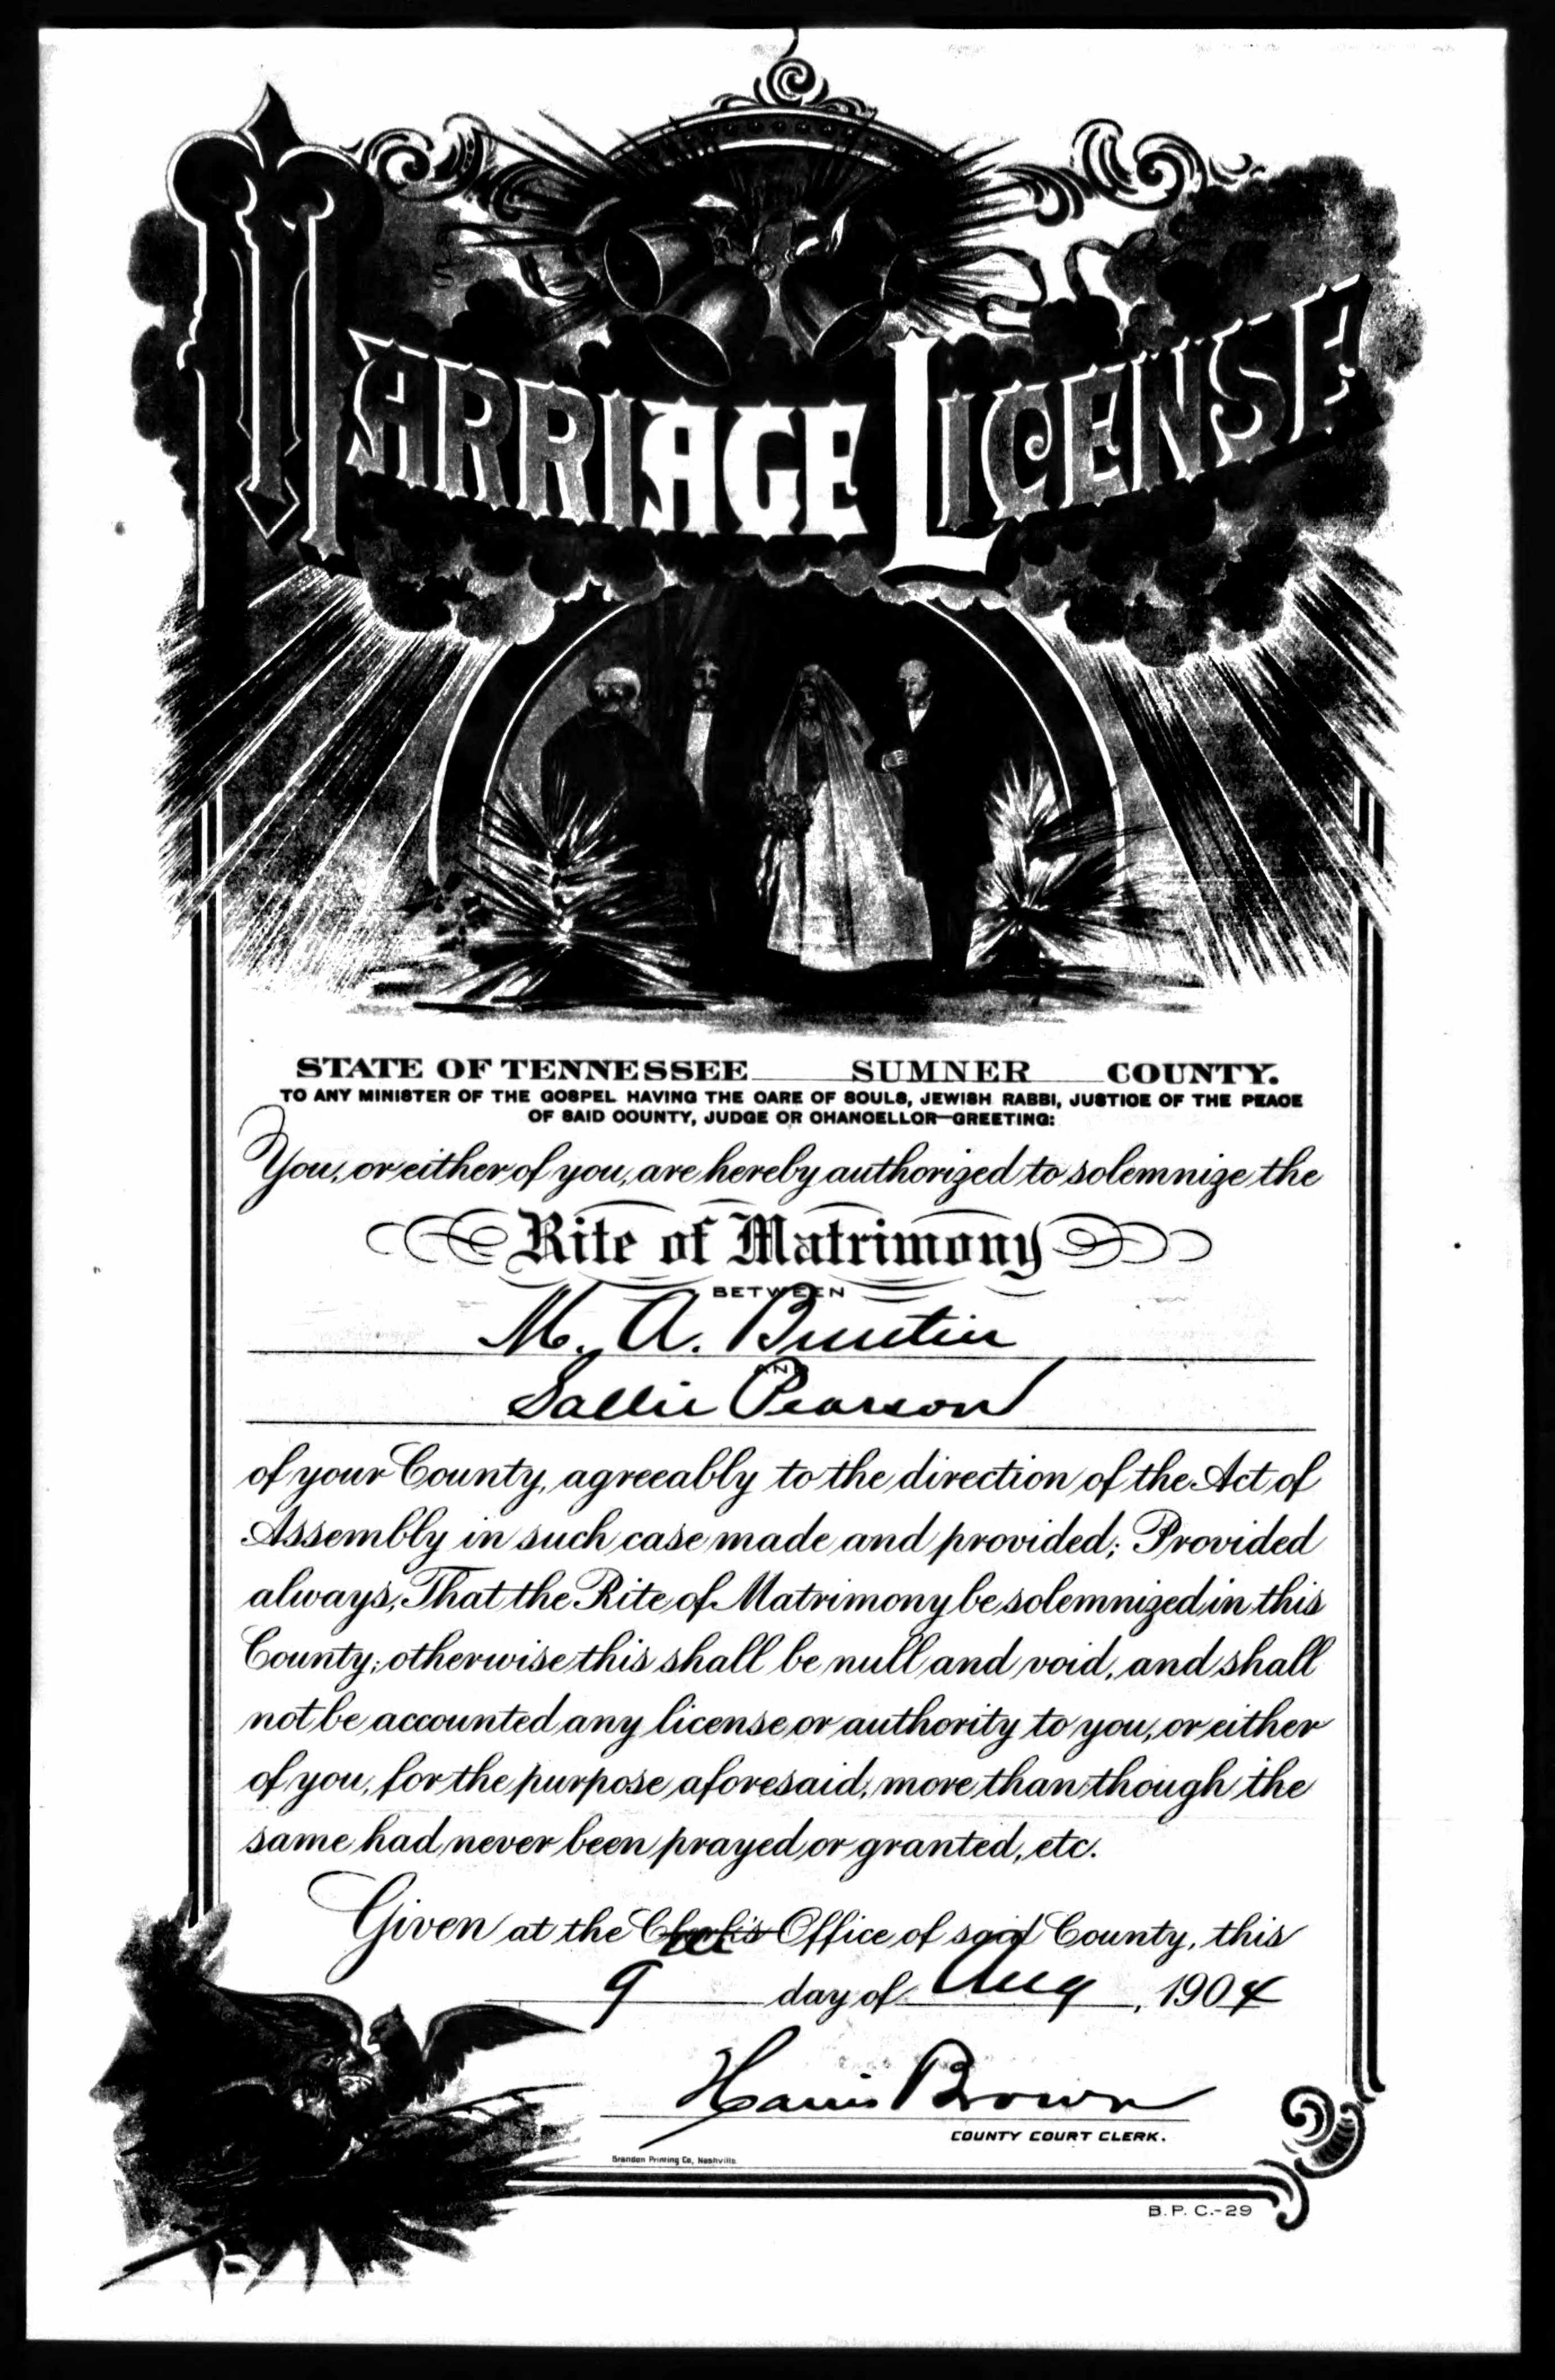 MARRIAGE LICENSE
STATE OF TENNESSEE SUMNER COUNTY.
TO ANY MINISTER OF THE GOSPEL HAVING THE CARE OF SOULS, JEWISH RABBI, JUSTICE OF THE PEACE
OF SAID COUNTY, JUDGE OR CHANCELLOR—GREETING:
You, or either of you, are hereby authorized to solemnize the
Rite of Matrimony
BETWEEN
M. A. Buntin
AND
Sallie Pearson
of your County, agreeably to the direction of the Act of
Assembly in such case made and provided; Provided
always, That the Rite of Matrimony be solemnized in this
County; otherwise this shall be null and void, and shall
not be accounted any license or authority to you, or either
of you, for the purpose aforesaid, more than though the
same had never been prayed or granted, etc.
Given at the Clerk's Office of said County, this
9 day of Aug, 1904
Harris Brown
COUNTY COURT CLERK.
Brandon Printing Co, Nashville
B. P. C.-29